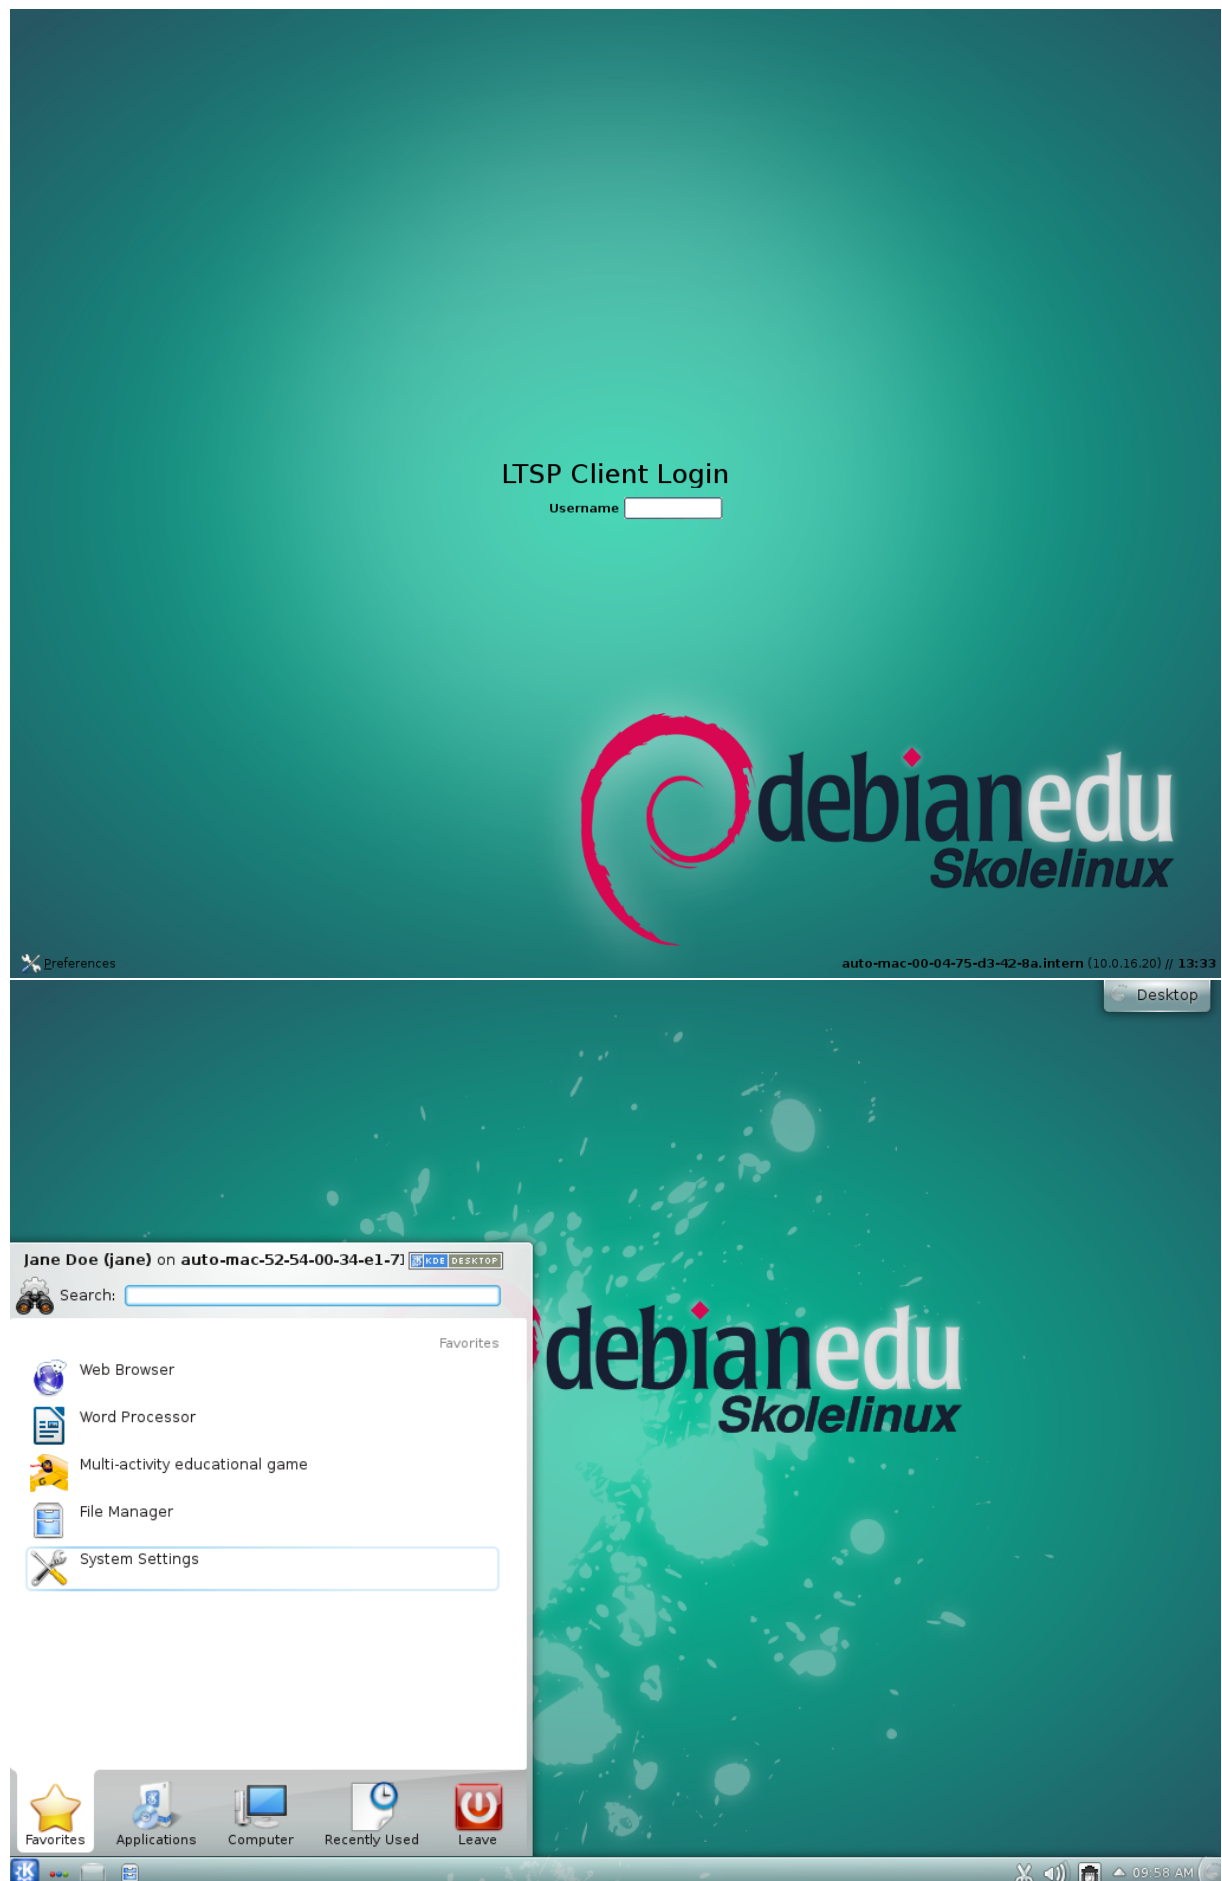 LTSP Client Login
Username
debianedu
Skolelinux
Preferences
auto-mac-00-04-75-d3-42-8a.intern (10.0.16.20) // 13:33
Desktop
Jane Doe (jane) on auto-mac-52-54-00-34-e1-7] KDE DESKTOP
Search:
Favorites
Web Browser
debianedu
Skolelinux
Word Processor
Multi-activity educational game
File Manager
System Settings
Favorites Applications Computer Recently Used Leave
09:58 AM